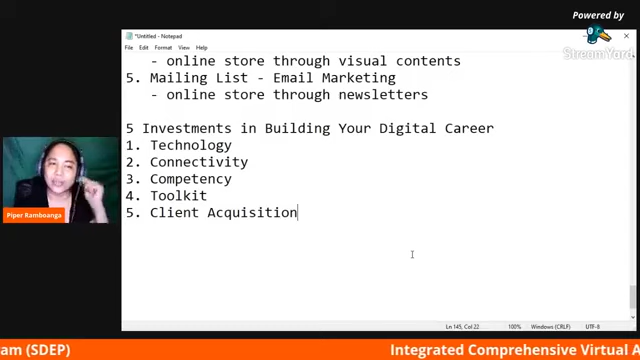 Powered by
StreamYard
*Untitled - Notepad
File Edit Format View Help
- online store through visual contents
5. Mailing List - Email Marketing
- online store through newsletters
5 Investments in Building Your Digital Career
1. Technology
2. Connectivity
3. Competency
4. Toolkit
5. Client Acquisition
Piper Ramboanga
Ln 145, Col 22 100% Windows (CRLF) UTF-8
am (SDEP) Integrated Comprehensive Virtual A